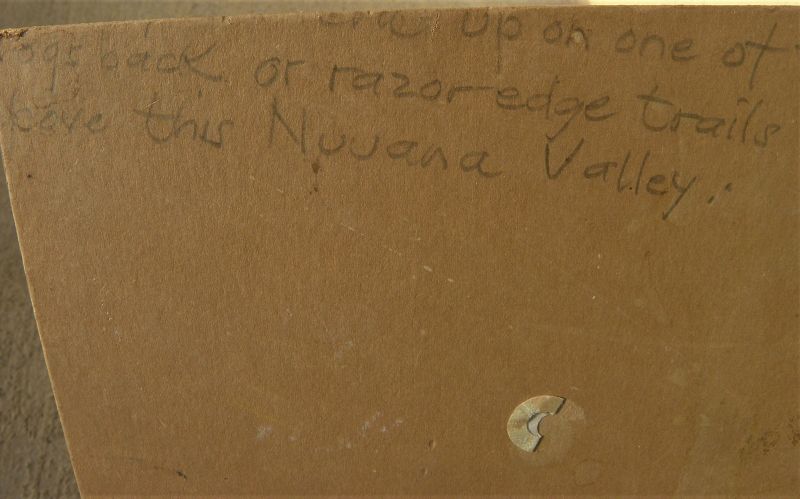 up on one of
back or razor edge trails
this Nuuana Valley.